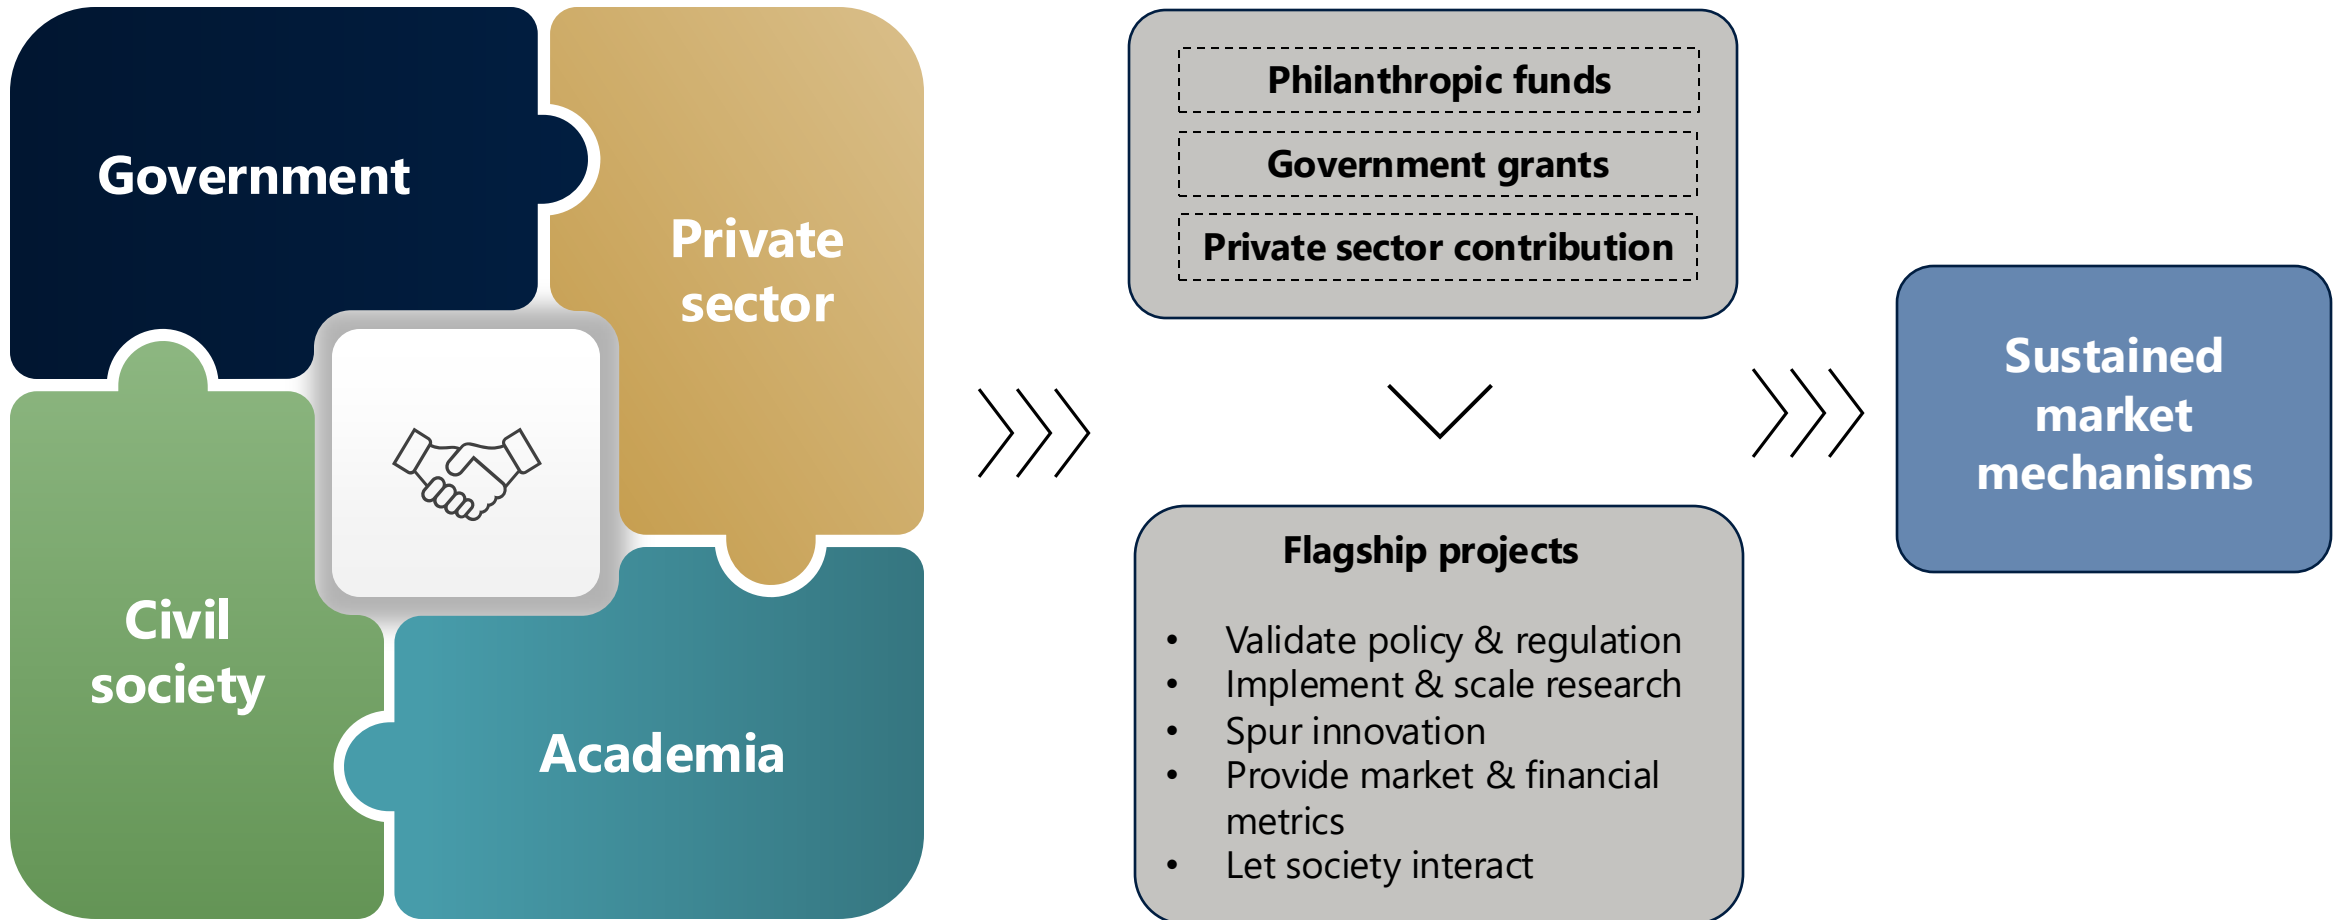 Government
Private
sector
Civil
society
Academia
Philanthropic funds
Government grants
Private sector contribution
Flagship projects
• Validate policy & regulation
• Implement & scale research
• Spur innovation
• Provide market & financial
metrics
• Let society interact
Sustained
market
mechanisms